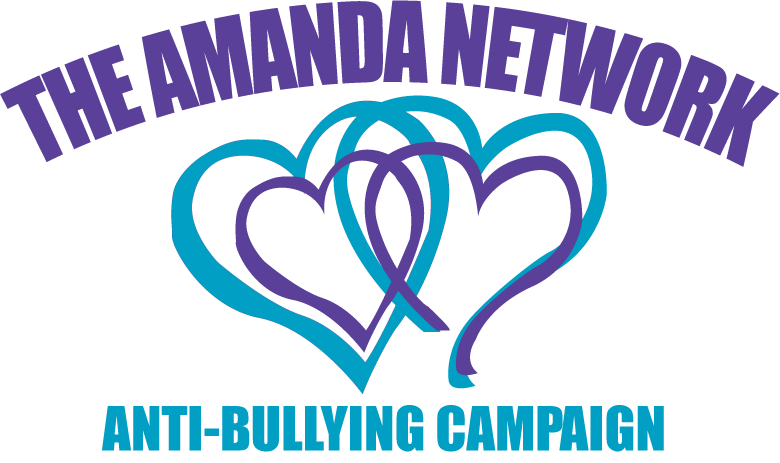 THE AMANDA NETWORK
ANTI-BULLYING CAMPAIGN